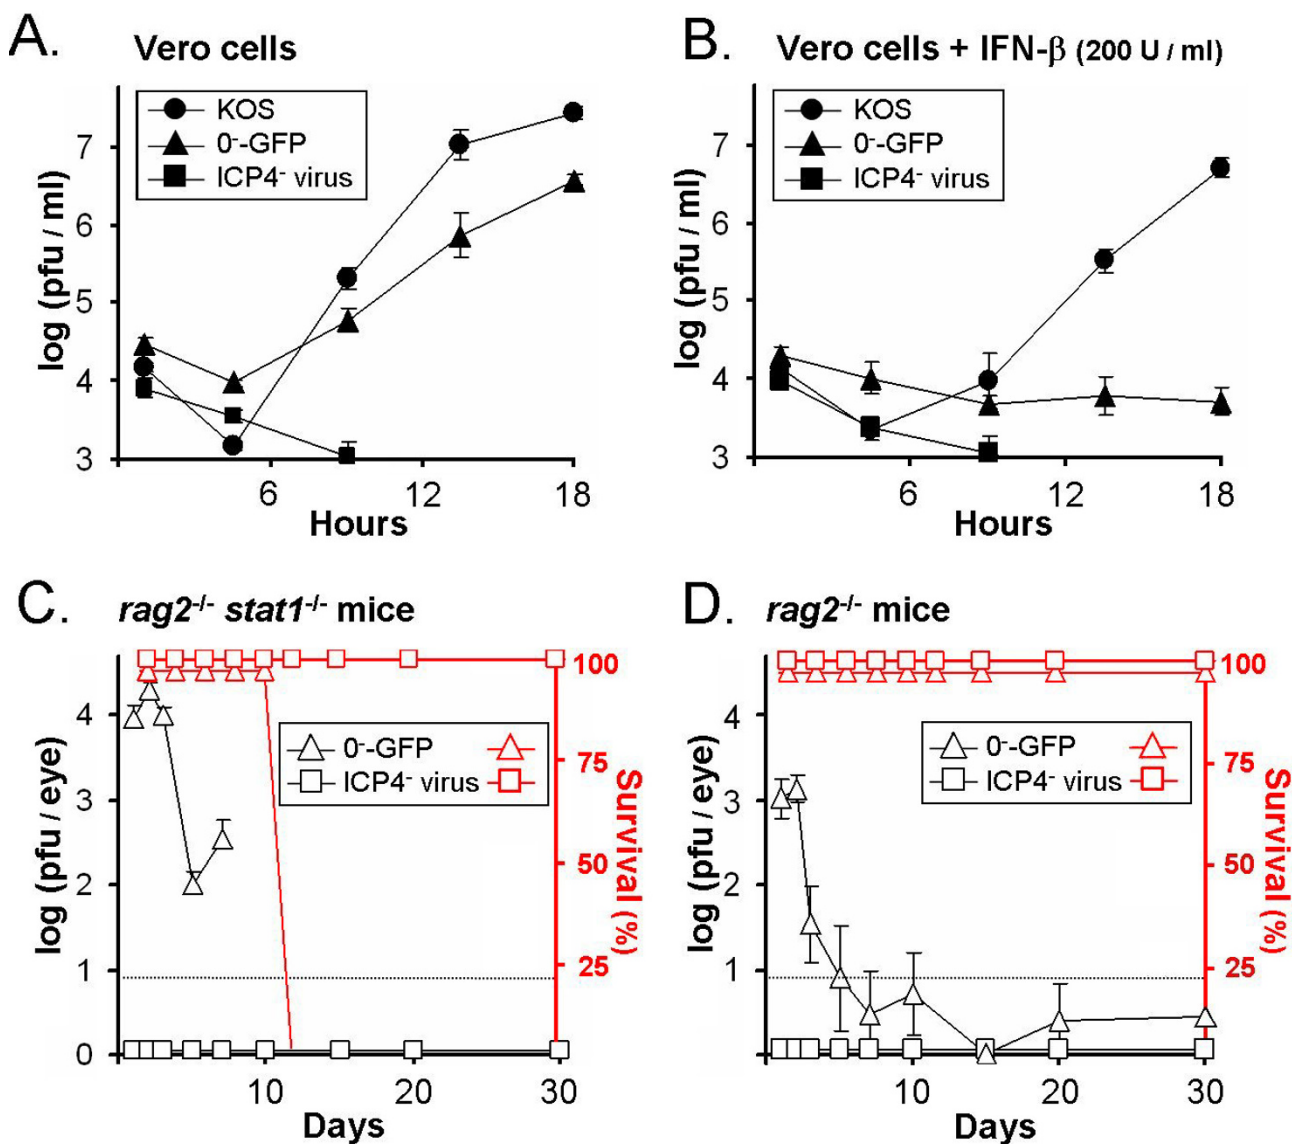 A. Vero cells
KOS
0⁻-GFP
ICP4⁻ virus
log (pfu / ml)
7
6
5
4
3
6 12 18
Hours
B. Vero cells + IFN-β (200 U / ml)
KOS
0⁻-GFP
ICP4⁻ virus
log (pfu / ml)
7
6
5
4
3
6 12 18
Hours
C. rag2⁻/⁻ stat1⁻/⁻ mice
0⁻-GFP
ICP4⁻ virus
log (pfu / eye)
4
3
2
1
0
100
75
50
25
Survival (%)
10 20 30
Days
D. rag2⁻/⁻ mice
0⁻-GFP
ICP4⁻ virus
log (pfu / eye)
4
3
2
1
0
100
75
50
25
Survival (%)
10 20 30
Days